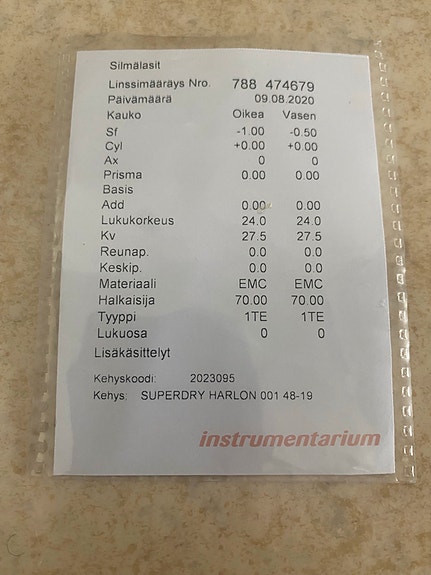 Silmälasit
Linssimääräys Nro. 788 474679
Päivämäärä 09.08.2020
Kauko Oikea Vasen
Sf -1.00 -0.50
Cyl +0.00 +0.00
Ax 0 0
Prisma 0.00 0.00
Basis
Add 0.00 0.00
Lukukorkeus 24.0 24.0
Kv 27.5 27.5
Reunap. 0.0 0.0
Keskip. 0.0 0.0
Materiaali EMC EMC
Halkaisija 70.00 70.00
Tyyppi 1TE 1TE
Lukuosa 0 0
Lisäkäsittelyt
Kehyskoodi: 2023095
Kehys: SUPERDRY HARLON 001 48-19
instrumentarium